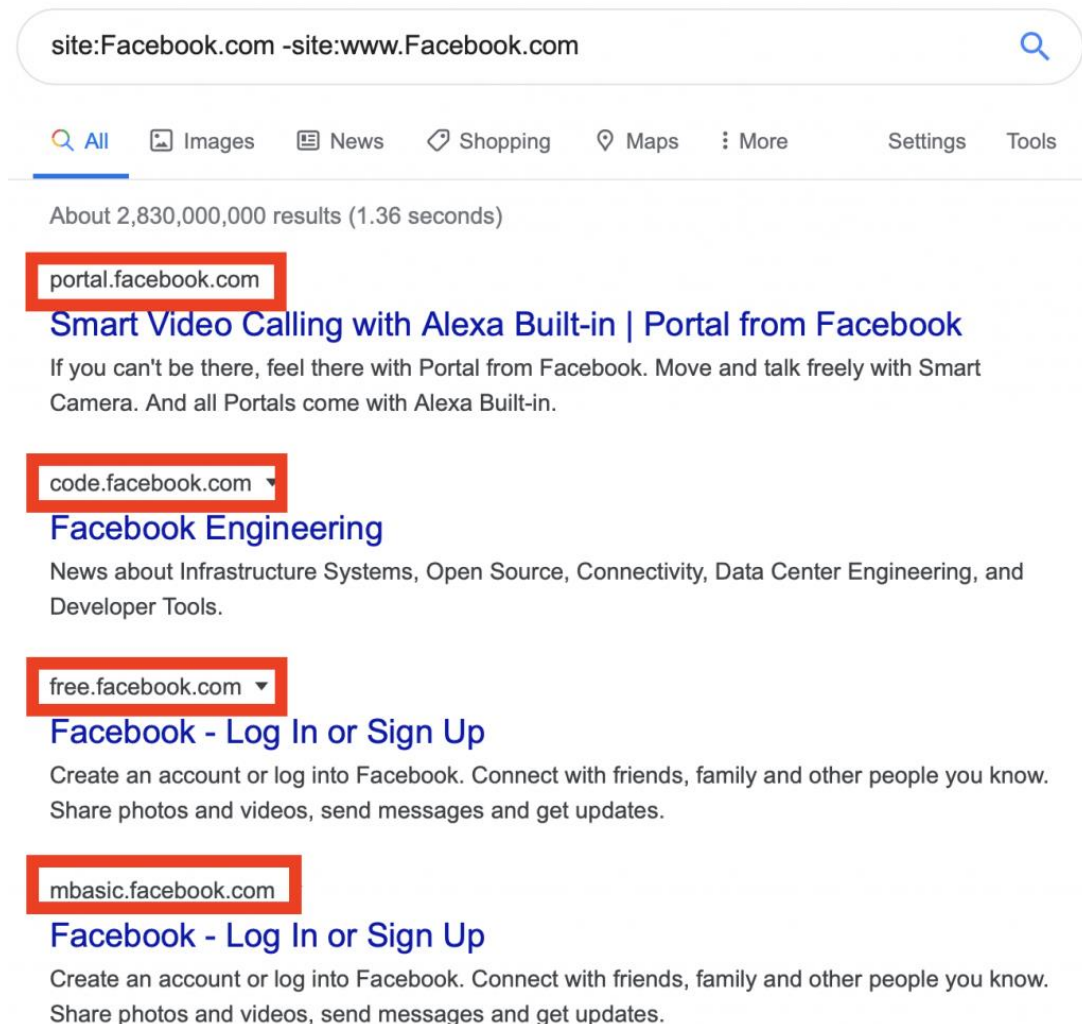 site:Facebook.com -site:www.Facebook.com
All Images News Shopping Maps More Settings Tools
About 2,830,000,000 results (1.36 seconds)
portal.facebook.com
Smart Video Calling with Alexa Built-in | Portal from Facebook
If you can't be there, feel there with Portal from Facebook. Move and talk freely with Smart
Camera. And all Portals come with Alexa Built-in.
code.facebook.com
Facebook Engineering
News about Infrastructure Systems, Open Source, Connectivity, Data Center Engineering, and
Developer Tools.
free.facebook.com
Facebook - Log In or Sign Up
Create an account or log into Facebook. Connect with friends, family and other people you know.
Share photos and videos, send messages and get updates.
mbasic.facebook.com
Facebook - Log In or Sign Up
Create an account or log into Facebook. Connect with friends, family and other people you know.
Share photos and videos, send messages and get updates.